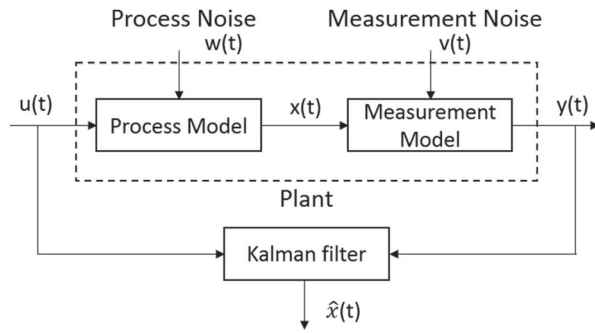 Process Noise
Measurement Noise
w(t)
v(t)
u(t)
Process Model
x(t)
Measurement
Model
y(t)
Plant
Kalman filter
x̂(t)